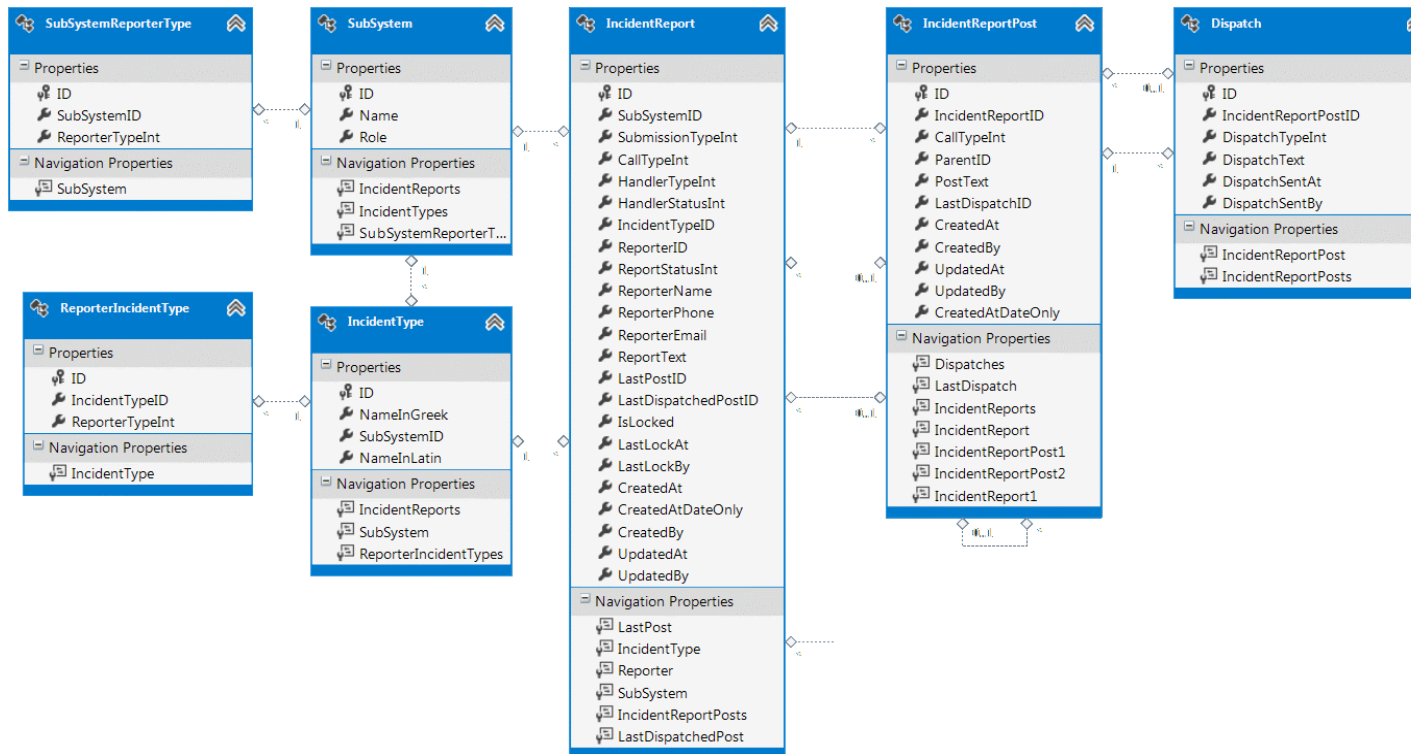 SubSystemReporterType
Properties
ID
SubSystemID
ReporterTypeInt
Navigation Properties
SubSystem
SubSystem
Properties
ID
Name
Role
Navigation Properties
IncidentReports
IncidentTypes
SubSystemReporterT...
IncidentReport
Properties
ID
SubSystemID
SubmissionTypeInt
CallTypeInt
HandlerTypeInt
HandlerStatusInt
IncidentTypeID
ReporterID
ReportStatusInt
ReporterName
ReporterPhone
ReporterEmail
ReportText
LastPostID
LastDispatchedPostID
IsLocked
LastLockAt
LastLockBy
CreatedAt
CreatedAtDateOnly
CreatedBy
UpdatedAt
UpdatedBy
Navigation Properties
LastPost
IncidentType
Reporter
SubSystem
IncidentReportPosts
LastDispatchedPost
IncidentReportPost
Properties
ID
IncidentReportID
CallTypeInt
ParentID
PostText
LastDispatchID
CreatedAt
CreatedBy
UpdatedAt
UpdatedBy
CreatedAtDateOnly
Navigation Properties
Dispatches
LastDispatch
IncidentReports
IncidentReport
IncidentReportPost1
IncidentReportPost2
IncidentReport1
Dispatch
Properties
ID
IncidentReportPostID
DispatchTypeInt
DispatchText
DispatchSentAt
DispatchSentBy
Navigation Properties
IncidentReportPost
IncidentReportPosts
ReporterIncidentType
Properties
ID
IncidentTypeID
ReporterTypeInt
Navigation Properties
IncidentType
IncidentType
Properties
ID
NameInGreek
SubSystemID
NameInLatin
Navigation Properties
IncidentReports
SubSystem
ReporterIncidentTypes